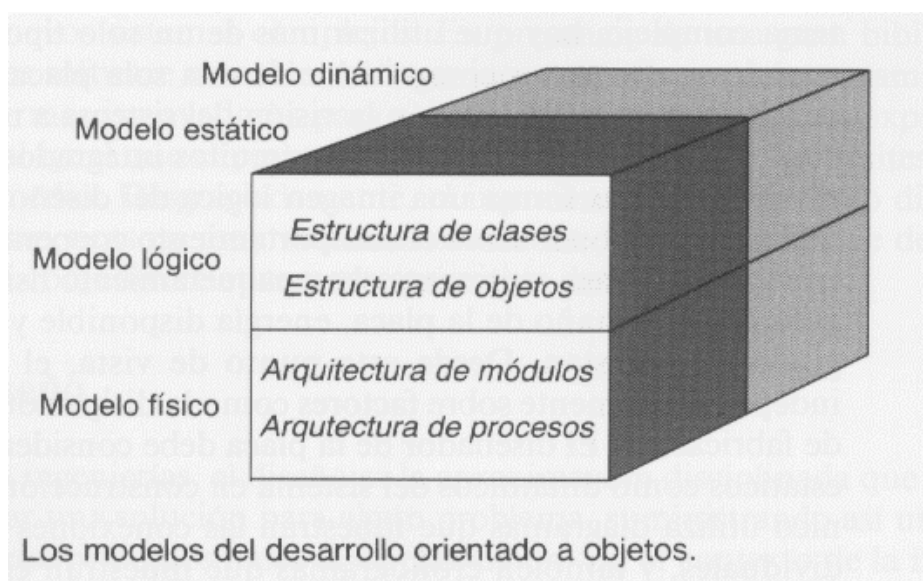 Modelo dinámico
Modelo estático
Estructura de clases
Modelo lógico
Estructura de objetos
Arquitectura de módulos
Modelo físico
Arqutectura de procesos
Los modelos del desarrollo orientado a objetos.